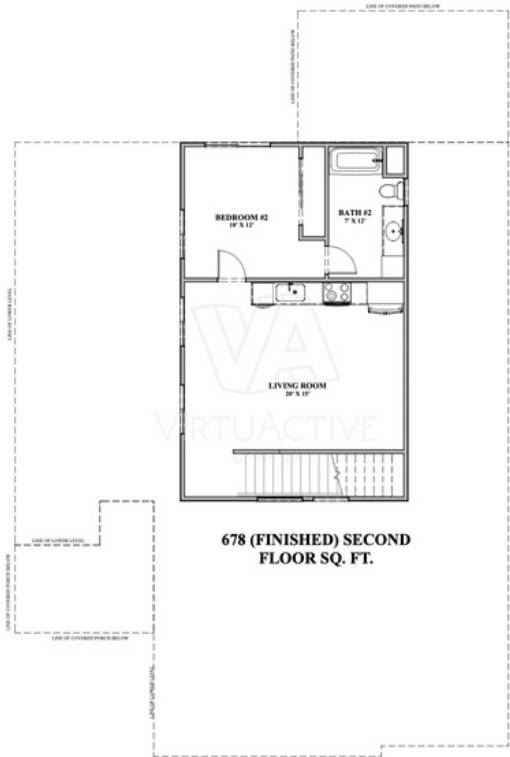 LINE OF COVERED PATIO BELOW
LINE OF COVERED PATIO BELOW
BEDROOM #2
10' X 12'
BATH #2
7' X 12'
LINE OF LOWER LEVEL
VA
LIVING ROOM
20' X 15'
VIRTUACTIVE
678 (FINISHED) SECOND
FLOOR SQ. FT.
LINE OF LOWER LEVEL
LINE OF COVERED PORCH BELOW
LINE OF COVERED PORCH BELOW
LINE OF LOWER LEVEL